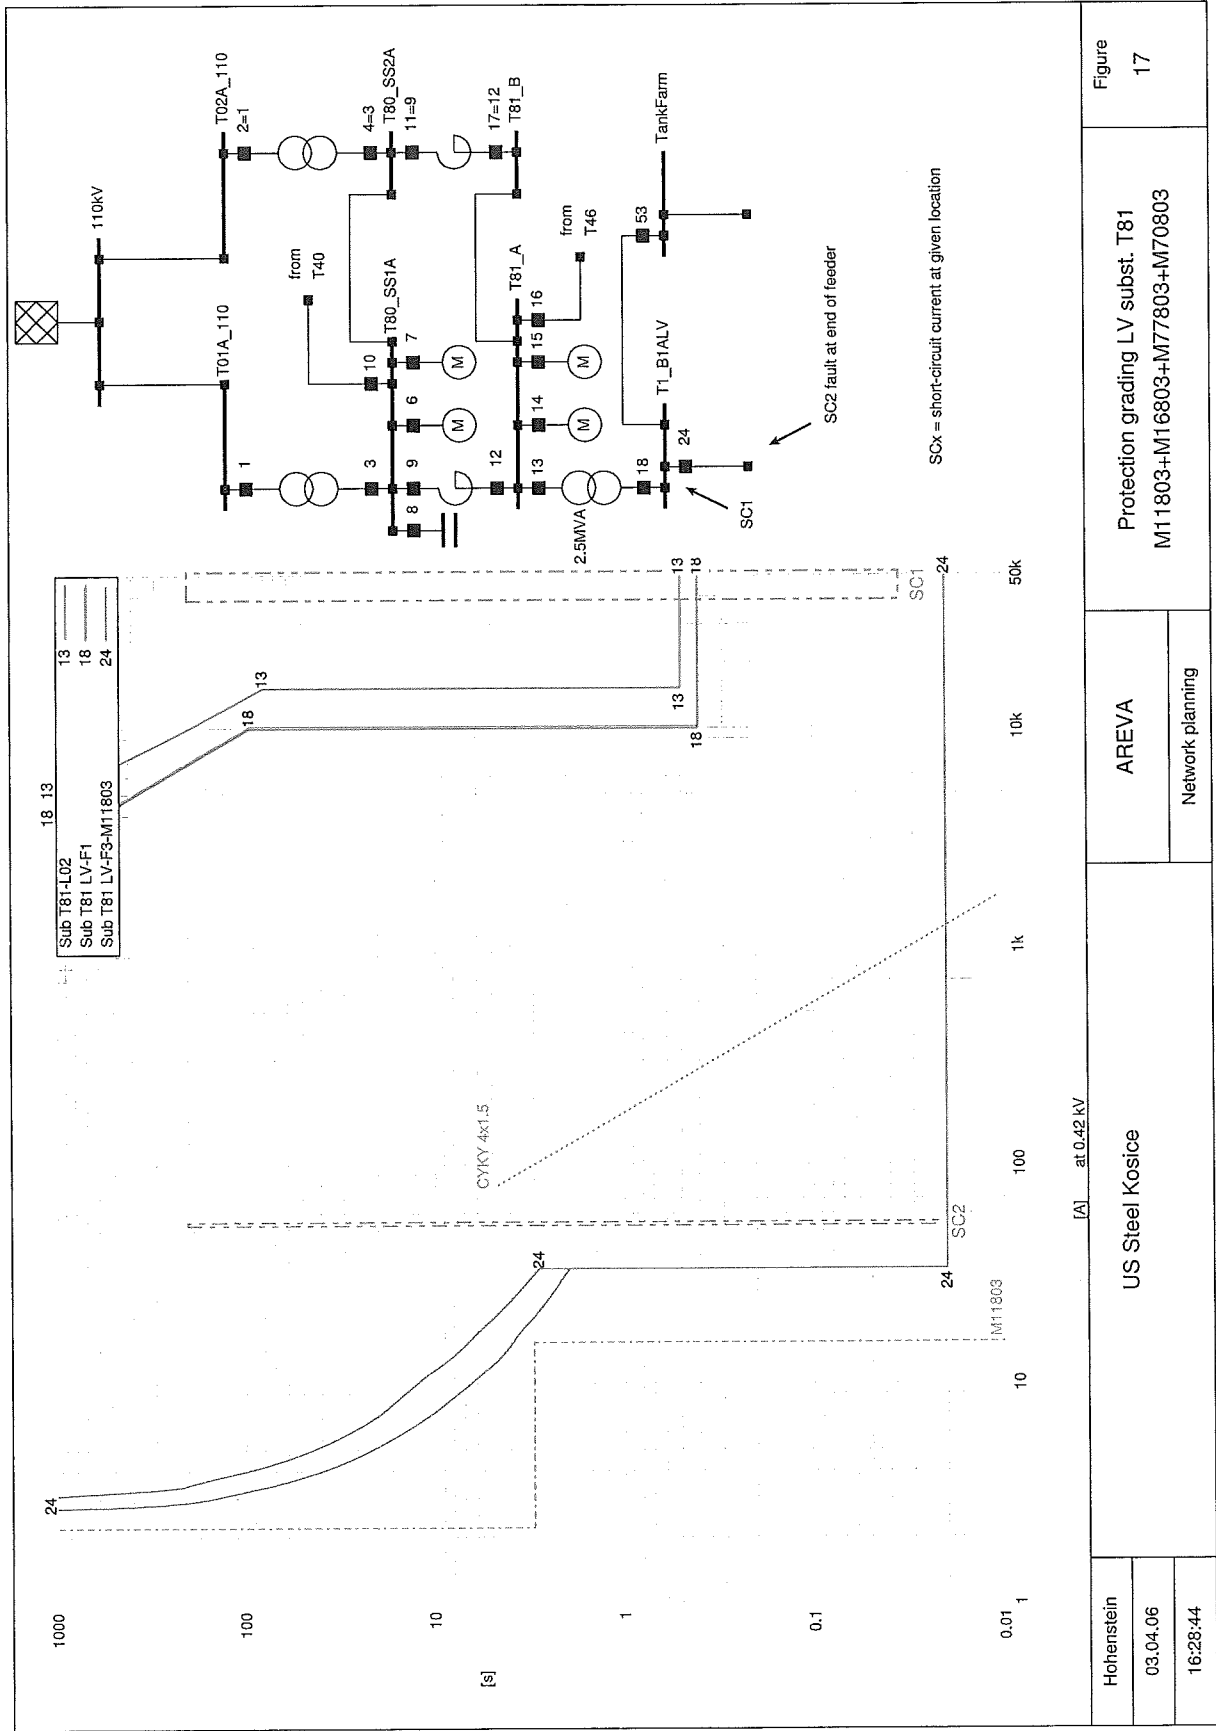 18 13
Sub T81-L02 13
Sub T81 LV-F1 18
Sub T81 LV-F3-M11803 24
1000
100
10
1
0.1
0.01
[s]
1
10
100
1k
10k
50k
[A] at 0.42 kV
24
24
24
24
M11803
SC2
CYKY 4x1.5
18
13
18
13
13
18
SC1
110kV
T01A_110
T02A_110
1
2=1
from
T40
3
10
4=3
T80_SS1A
T80_SS2A
8
9
6
7
11=9
M
M
12
17=12
T81_A
T81_B
13
14
15
16
from
T46
M
M
2.5MVA
18
53
T1_B1ALV
TankFarm
24
SC1
SC2 fault at end of feeder
SCx = short-circuit current at given location
Hohenstein
03.04.06
16:28:44
US Steel Kosice
AREVA
Network planning
Protection grading LV subst. T81
M11803+M16803+M77803+M70803
Figure
17